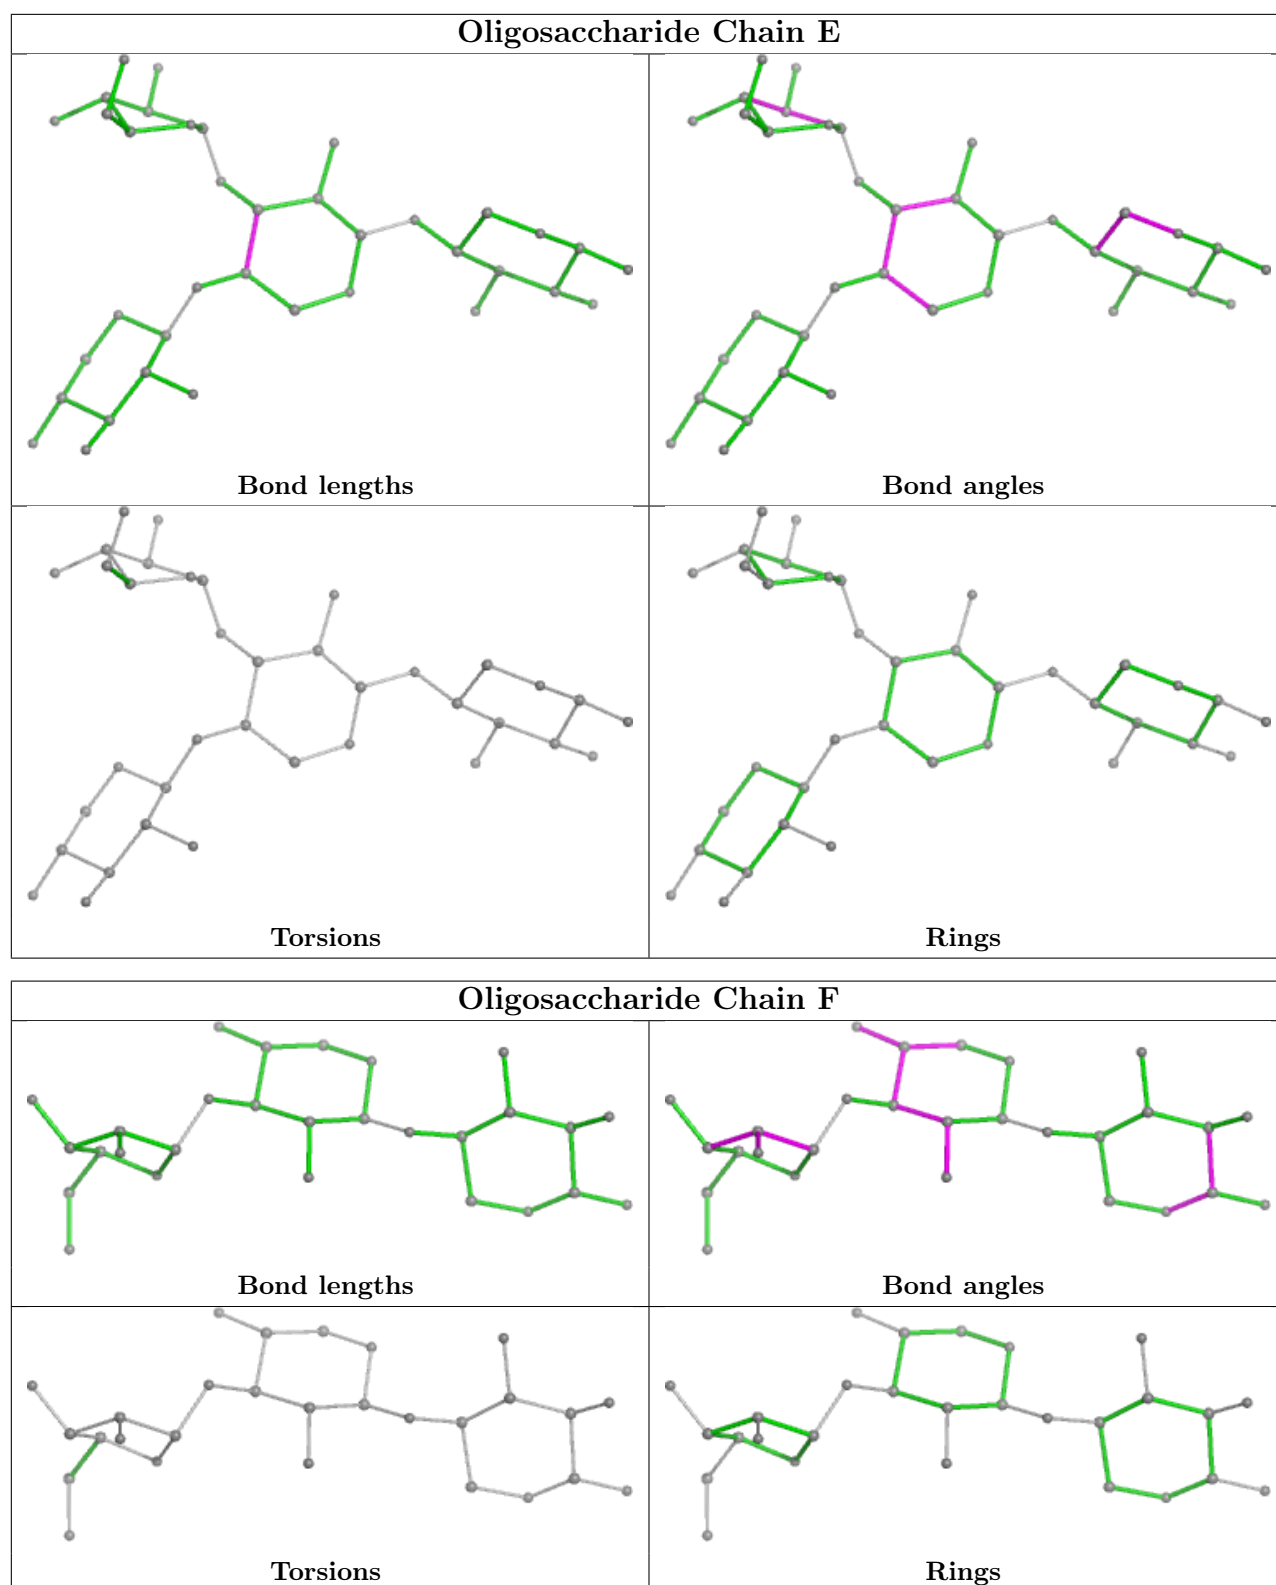 Oligosaccharide Chain E
Bond lengths
Bond angles
Torsions
Rings
Oligosaccharide Chain F
Bond lengths
Bond angles
Torsions
Rings